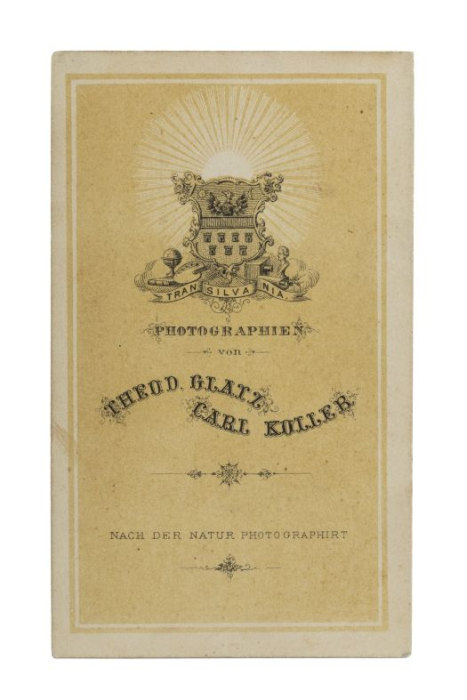 TRAN SILVA NIA.
PHOTOGRAPHIEN
von
THEOD. GLATZ
CARL KOLLER
NACH DER NATUR PHOTOGRAPHIRT